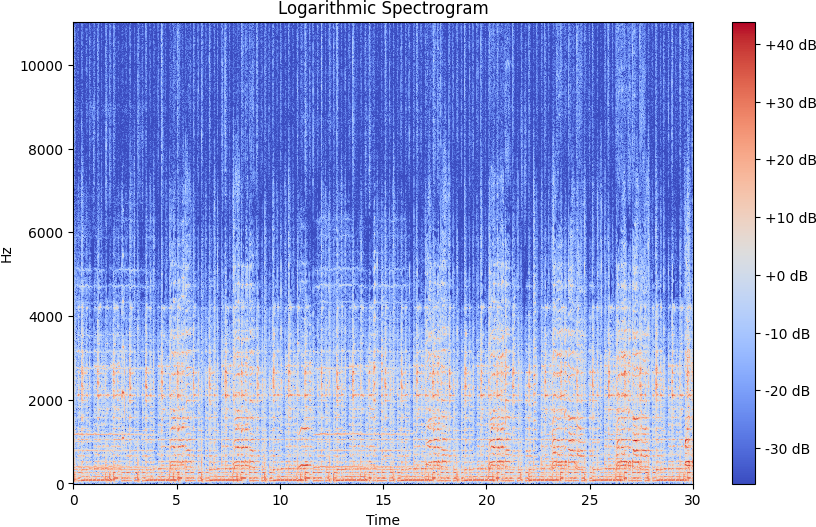 Logarithmic Spectrogram
10000
8000
6000
4000
2000
0
Hz
0 5 10 15 20 25 30
Time
+40 dB
+30 dB
+20 dB
+10 dB
+0 dB
-10 dB
-20 dB
-30 dB